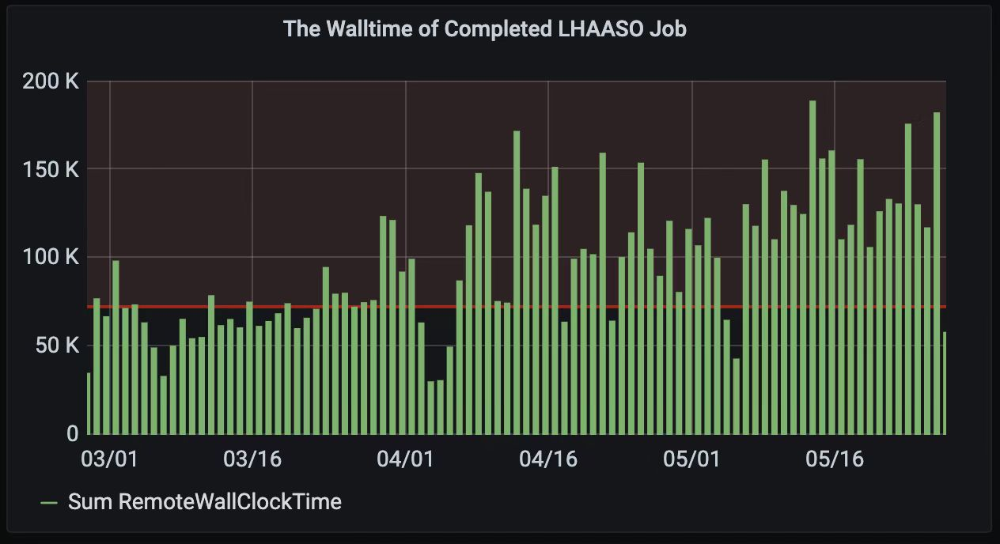 The Walltime of Completed LHAASO Job
200 K
150 K
100 K
50 K
0
03/01 03/16 04/01 04/16 05/01 05/16
Sum RemoteWallClockTime